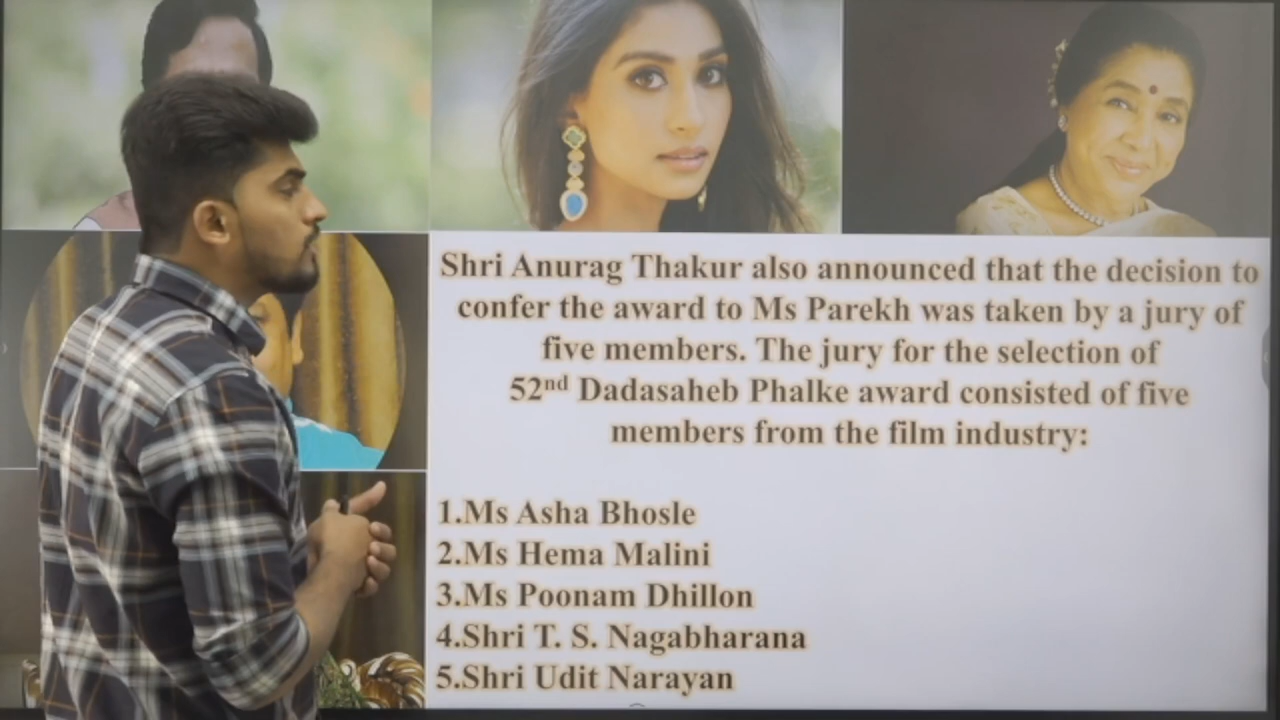 Shri Anurag Thakur also announced that the decision to
confer the award to Ms Parekh was taken by a jury of
five members. The jury for the selection of
52nd Dadasaheb Phalke award consisted of five
members from the film industry:
1.Ms Asha Bhosle
2.Ms Hema Malini
3.Ms Poonam Dhillon
4.Shri T. S. Nagabharana
5.Shri Udit Narayan